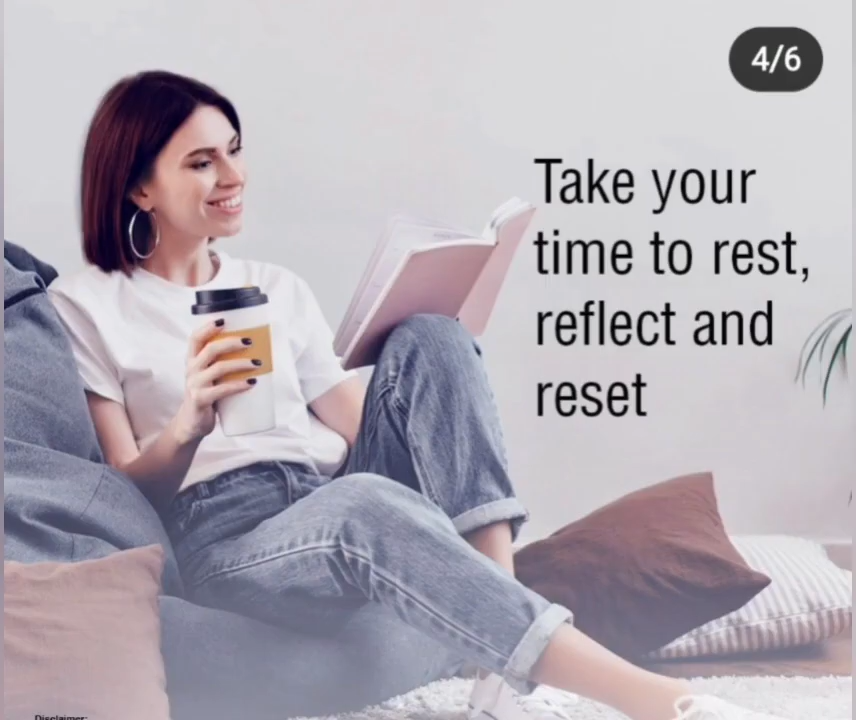 4/6
Take your
time to rest,
reflect and
reset
Disclaimer: